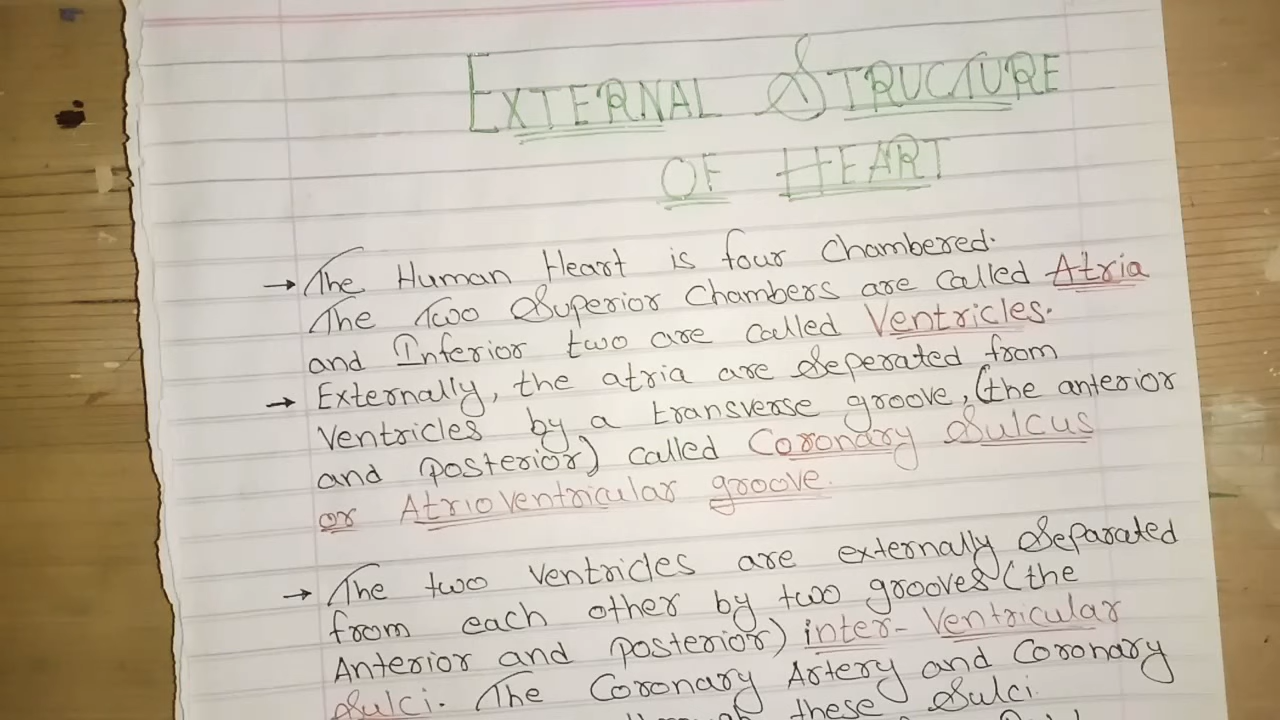 EXTERNAL STRUCTURE
OF HEART
→ The Human Heart is four Chambered.
The Two Superior Chambers are called Atria
and Inferior two are called Ventricles.
→ Externally, the atria are Seperated from
Ventricles by a transverse groove, (the anterior
and posterior) called Coronary Sulcus
or Atrioventricular groove.
→ The two Ventricles are externally Separated
from each other by two grooves (the
Anterior and posterior) inter-Ventricular
Sulci. The Coronary Artery and Coronary
these Sulci.